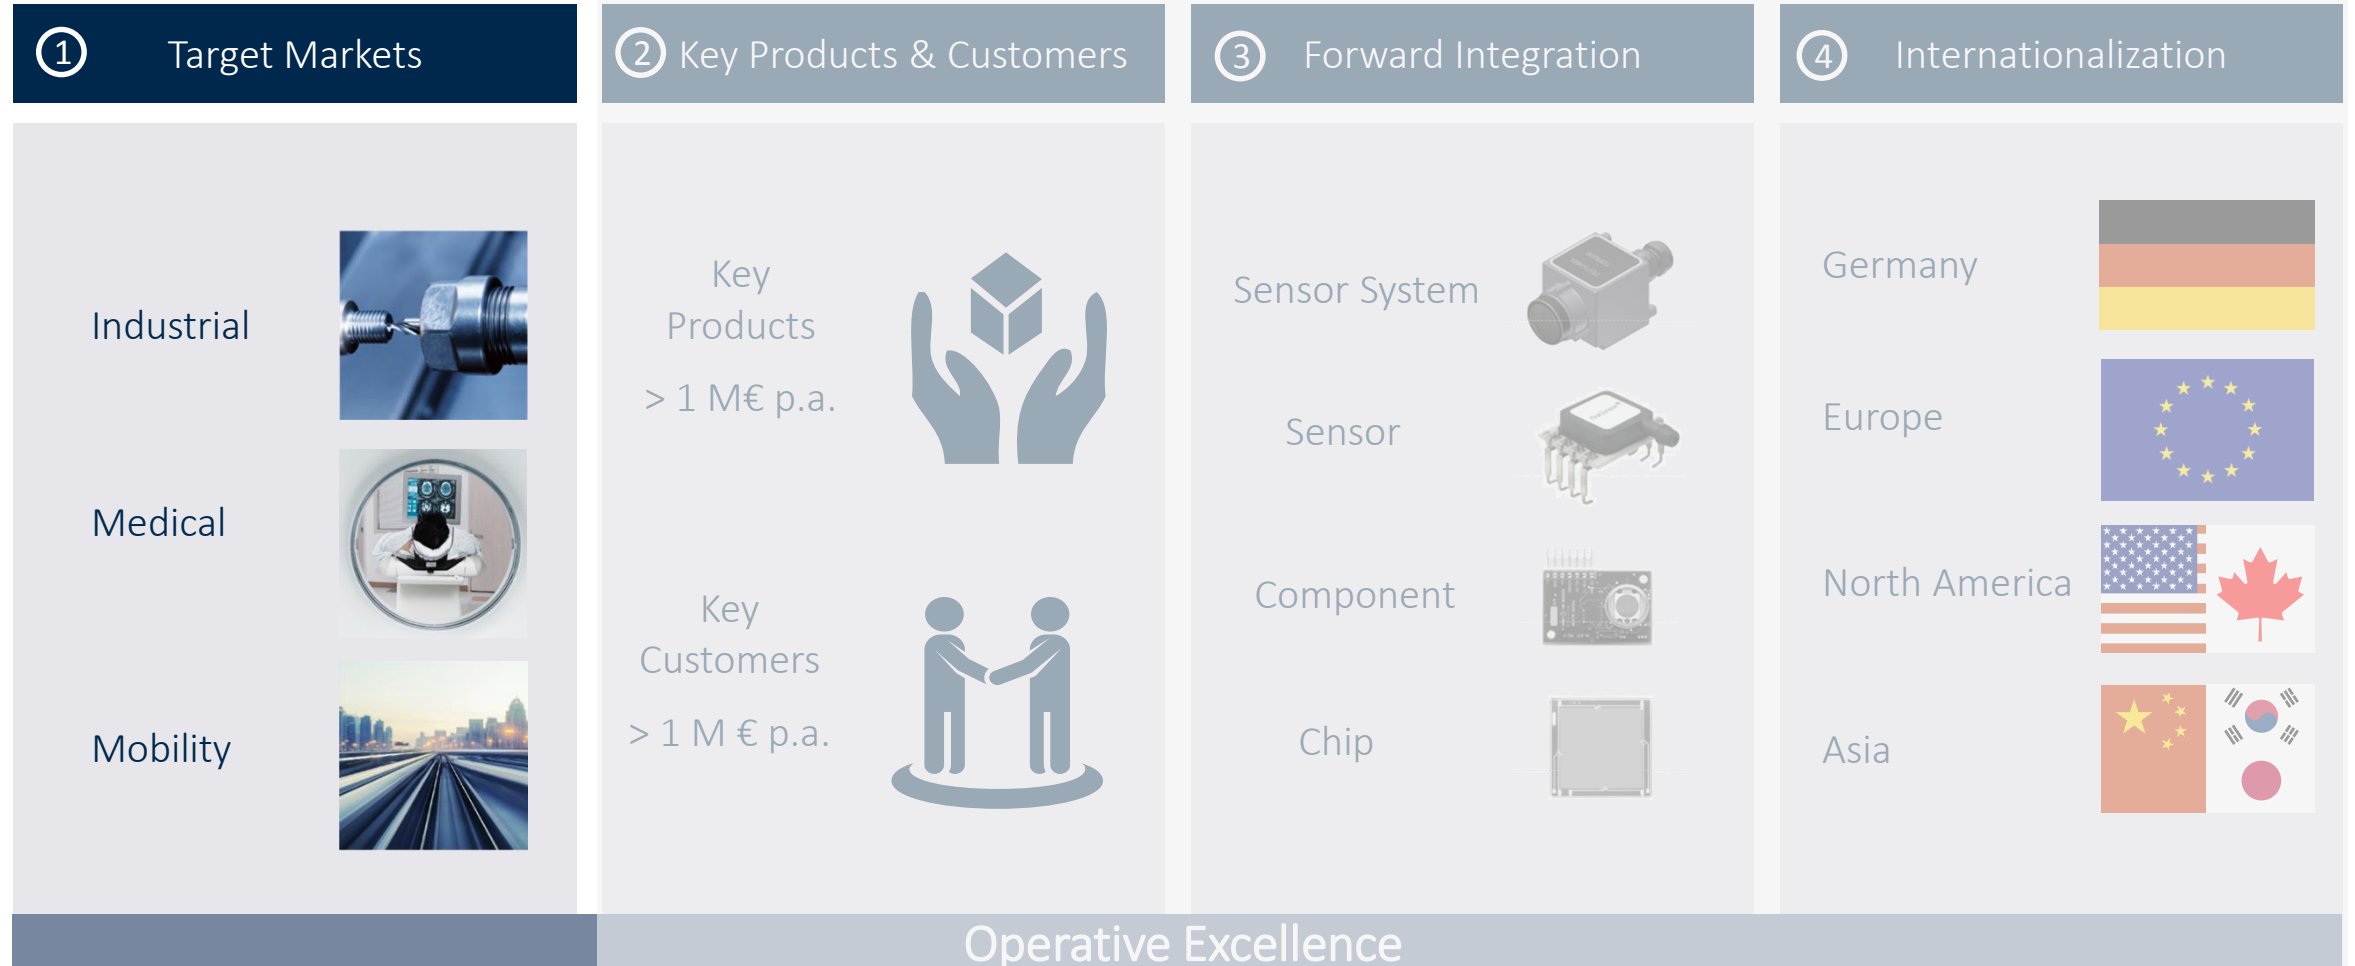 1 Target Markets
Industrial
Medical
Mobility
2 Key Products & Customers
Key
Products
> 1 M€ p.a.
Key
Customers
> 1 M € p.a.
3 Forward Integration
Sensor System
Sensor
Component
Chip
4 Internationalization
Germany
Europe
North America
Asia
Operative Excellence